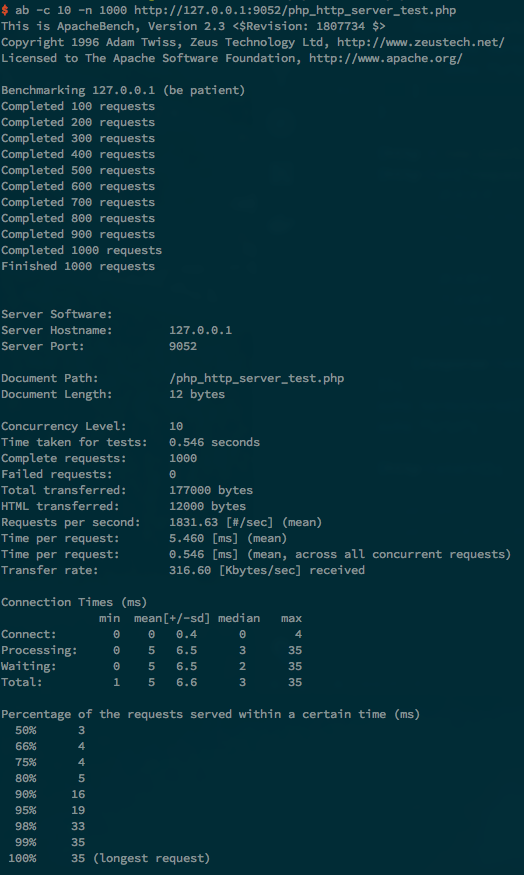 $ ab -c 10 -n 1000 http://127.0.0.1:9052/php_http_server_test.php
This is ApacheBench, Version 2.3 <$Revision: 1807734 $>
Copyright 1996 Adam Twiss, Zeus Technology Ltd, http://www.zeustech.net/
Licensed to The Apache Software Foundation, http://www.apache.org/

Benchmarking 127.0.0.1 (be patient)
Completed 100 requests
Completed 200 requests
Completed 300 requests
Completed 400 requests
Completed 500 requests
Completed 600 requests
Completed 700 requests
Completed 800 requests
Completed 900 requests
Completed 1000 requests
Finished 1000 requests


Server Software:
Server Hostname:        127.0.0.1
Server Port:            9052

Document Path:          /php_http_server_test.php
Document Length:        12 bytes

Concurrency Level:      10
Time taken for tests:   0.546 seconds
Complete requests:      1000
Failed requests:        0
Total transferred:      177000 bytes
HTML transferred:       12000 bytes
Requests per second:    1831.63 [#/sec] (mean)
Time per request:       5.460 [ms] (mean)
Time per request:       0.546 [ms] (mean, across all concurrent requests)
Transfer rate:          316.60 [Kbytes/sec] received

Connection Times (ms)
              min  mean[+/-sd] median   max
Connect:        0    0   0.4      0       4
Processing:     0    5   6.5      3      35
Waiting:        0    5   6.5      2      35
Total:          1    5   6.6      3      35

Percentage of the requests served within a certain time (ms)
  50%      3
  66%      4
  75%      4
  80%      5
  90%     16
  95%     19
  98%     33
  99%     35
 100%     35 (longest request)